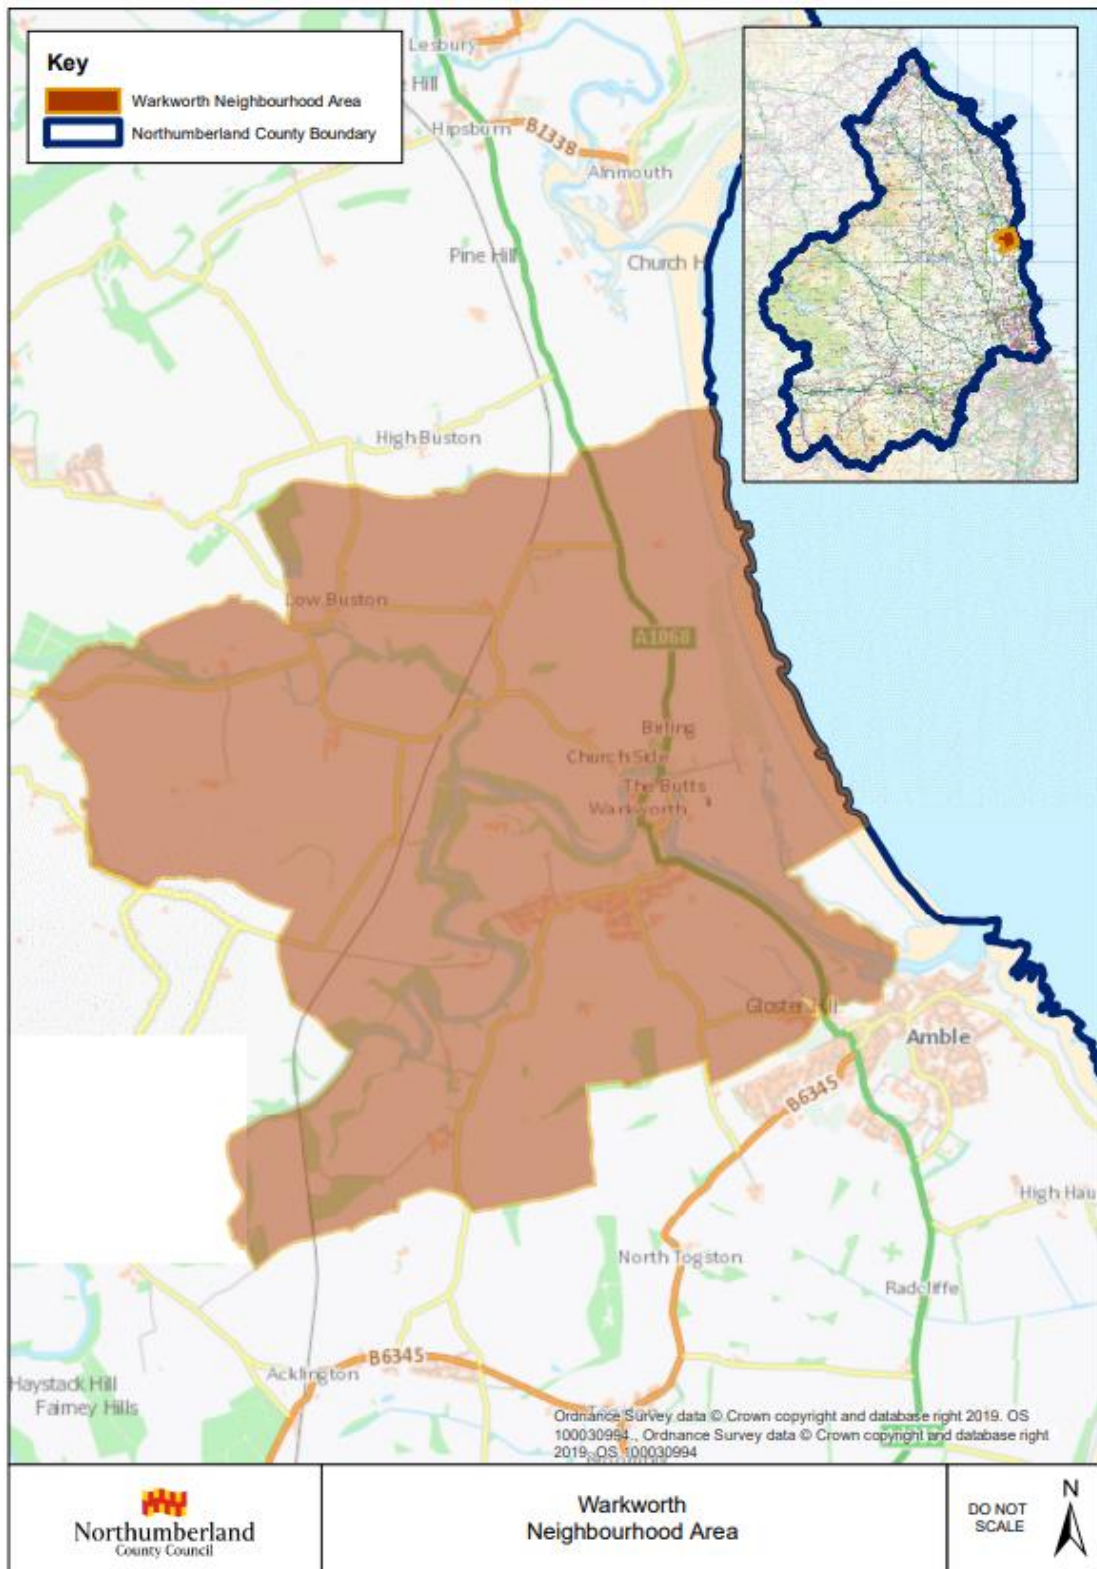 Key
Warkworth Neighbourhood Area
Northumberland County Boundary
Lesbury
Hill
Hipsburn
B1338
Alnmouth
Pine Hill
Church H
High Buston
Low Buston
A1068
Birling
Church Side
The Butts
Warkworth
Gloster Hill
Amble
B6345
High Hau
North Togston
Radcliffe
B6345
Acklington
Haystack Hill
Fairney Hills
Ordnance Survey data © Crown copyright and database right 2019. OS
100030994., Ordnance Survey data © Crown copyright and database right
2019. OS 100030994
Northumberland
County Council
Warkworth
Neighbourhood Area
DO NOT
SCALE
N